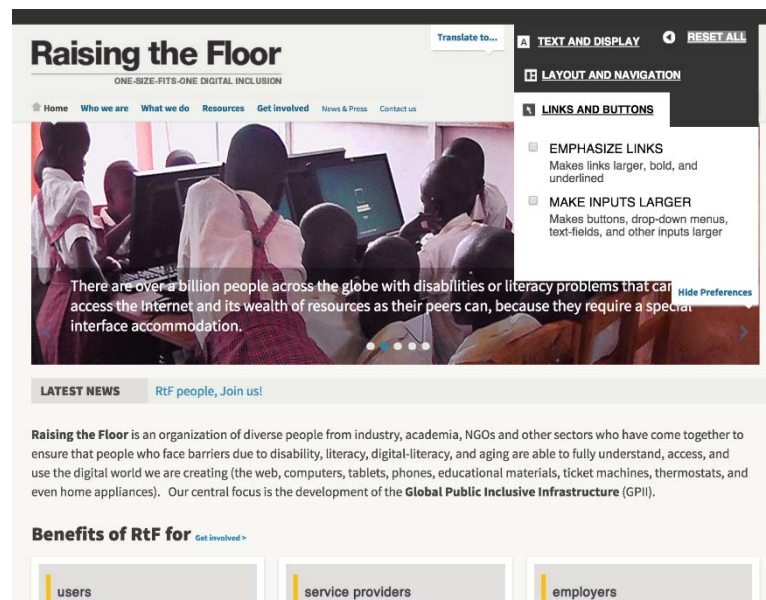 Translate to...
A TEXT AND DISPLAY
RESET ALL
LAYOUT AND NAVIGATION
LINKS AND BUTTONS
EMPHASIZE LINKS
Makes links larger, bold, and
underlined
MAKE INPUTS LARGER
Makes buttons, drop-down menus,
text-fields, and other inputs larger
Hide Preferences
Raising the Floor
ONE-SIZE-FITS-ONE DIGITAL INCLUSION
Home Who we are What we do Resources Get involved News & Press Contact us
There are over a billion people across the globe with disabilities or literacy problems that
access the Internet and its wealth of resources as their peers can, because they require a special
interface accommodation.
LATEST NEWS RtF people, Join us!
Raising the Floor is an organization of diverse people from industry, academia, NGOs and other sectors who have come together to
ensure that people who face barriers due to disability, literacy, digital-literacy, and aging are able to fully understand, access, and
use the digital world we are creating (the web, computers, tablets, phones, educational materials, ticket machines, thermostats, and
even home appliances). Our central focus is the development of the Global Public Inclusive Infrastructure (GPII).
Benefits of RtF for Get involved >
users
service providers
employers